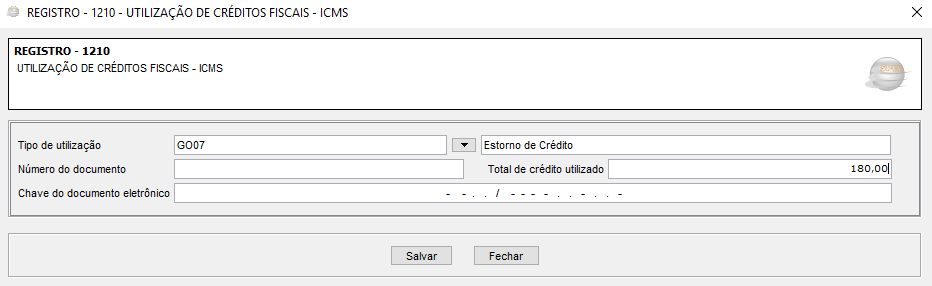 REGISTRO - 1210 - UTILIZAÇÃO DE CRÉDITOS FISCAIS - ICMS
REGISTRO - 1210
UTILIZAÇÃO DE CRÉDITOS FISCAIS - ICMS
Tipo de utilização GO07 Estorno de Crédito
Número do documento Total de crédito utilizado 180,00
Chave do documento eletrônico - - . . / - - - - . . - . . -
Salvar Fechar